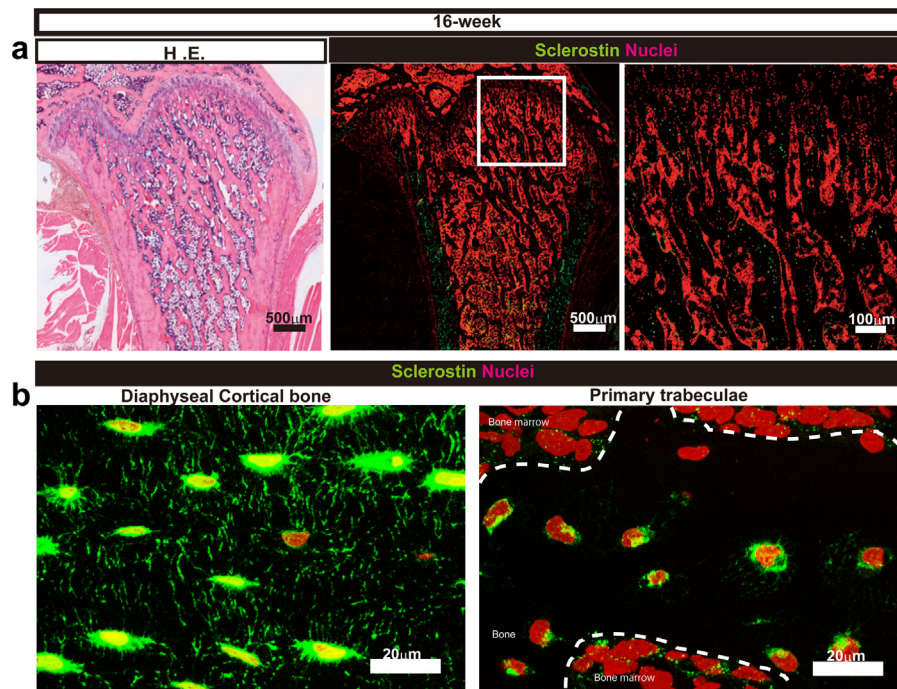 16-week
a
H .E.
Sclerostin Nuclei
500μm
500μm
100μm
Sclerostin Nuclei
b
Diaphyseal Cortical bone
Primary trabeculae
Bone marrow
Bone
20μm
20μm
Bone marrow